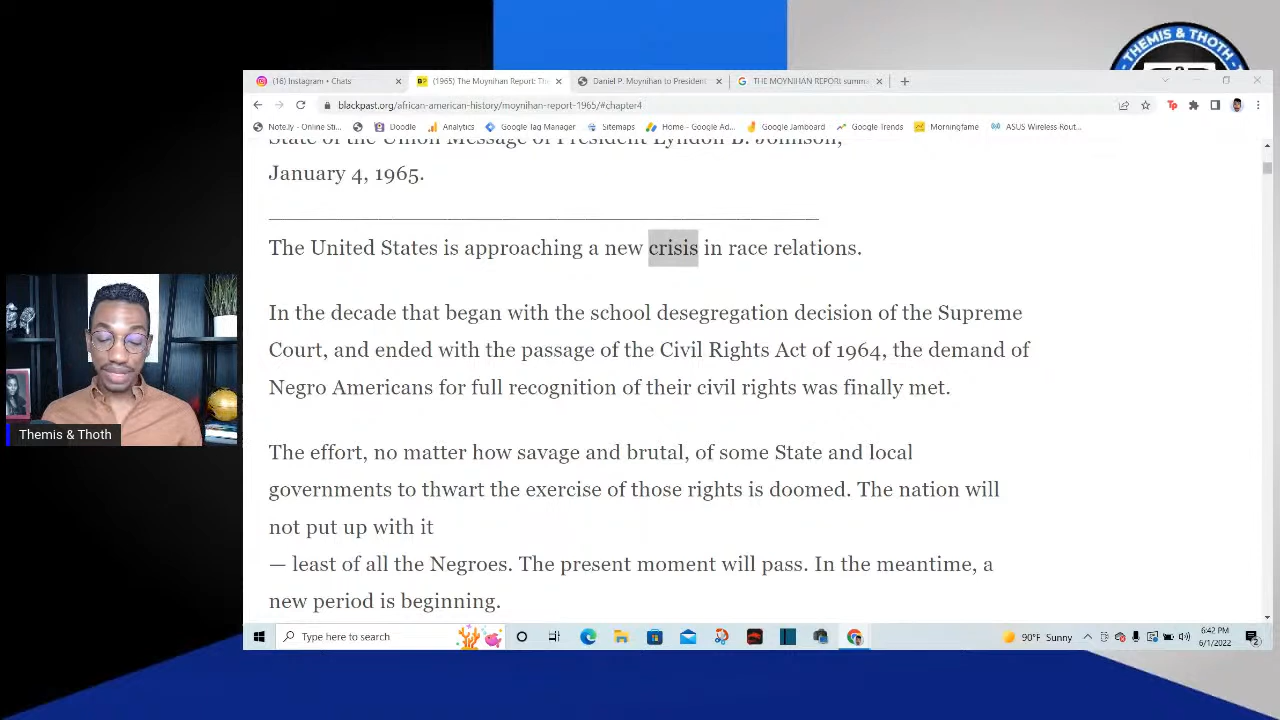 THEMIS & THOTH
(16) Instagram • Chats
(1965) The Moynihan Report: The
Daniel P. Moynihan to President
THE MOYNIHAN REPORT summ
blackpast.org/african-american-history/moynihan-report-1965/#chapter4
Note.ly - Online Sti...
Doodle
Analytics
Google Tag Manager
Sitemaps
Home - Google Ad...
Google Jamboard
Google Trends
Morningfame
ASUS Wireless Rout...
State of the Union Message of President Lyndon B. Johnson,
January 4, 1965.
The United States is approaching a new crisis in race relations.
In the decade that began with the school desegregation decision of the Supreme
Court, and ended with the passage of the Civil Rights Act of 1964, the demand of
Negro Americans for full recognition of their civil rights was finally met.
The effort, no matter how savage and brutal, of some State and local
governments to thwart the exercise of those rights is doomed. The nation will
not put up with it
— least of all the Negroes. The present moment will pass. In the meantime, a
new period is beginning.
Themis & Thoth
Type here to search
90°F Sunny
6:42 PM
6/1/2022